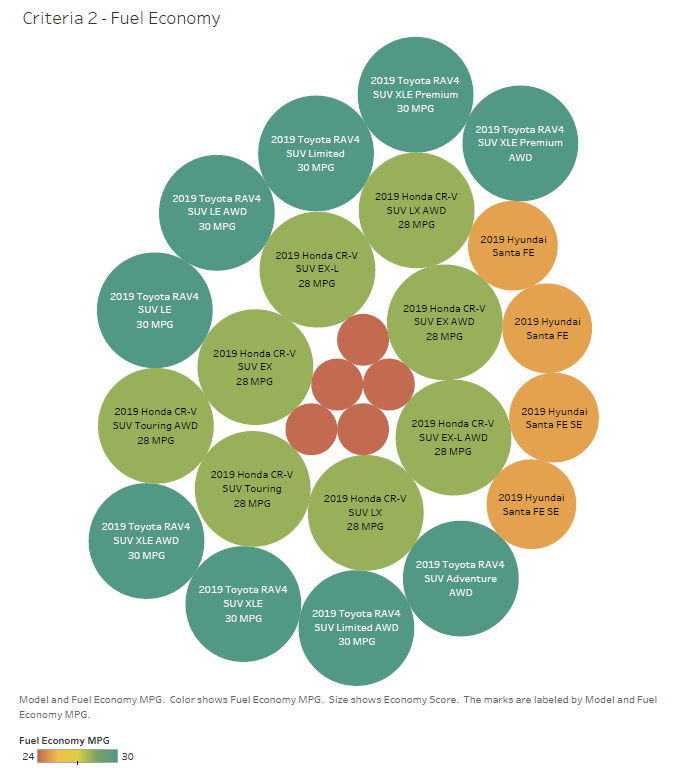 Criteria 2 - Fuel Economy
2019 Toyota RAV4
SUV XLE Premium
30 MPG
2019 Toyota RAV4
SUV XLE Premium
AWD
2019 Toyota RAV4
SUV Limited
30 MPG
2019 Toyota RAV4
SUV LE AWD
30 MPG
2019 Honda CR-V
SUV LX AWD
28 MPG
2019 Hyundai
Santa FE
2019 Honda CR-V
SUV EX-L
28 MPG
2019 Toyota RAV4
SUV LE
30 MPG
2019 Honda CR-V
SUV EX AWD
28 MPG
2019 Hyundai
Santa FE
2019 Honda CR-V
SUV EX
28 MPG
2019 Honda CR-V
SUV Touring AWD
28 MPG
2019 Honda CR-V
SUV EX-L AWD
28 MPG
2019 Hyundai
Santa FE SE
2019 Honda CR-V
SUV Touring
28 MPG
2019 Honda CR-V
SUV LX
28 MPG
2019 Hyundai
Santa FE SE
2019 Toyota RAV4
SUV XLE AWD
30 MPG
2019 Toyota RAV4
SUV Adventure
AWD
2019 Toyota RAV4
SUV XLE
30 MPG
2019 Toyota RAV4
SUV Limited AWD
30 MPG
Model and Fuel Economy MPG.  Color shows Fuel Economy MPG.  Size shows Economy Score.  The marks are labeled by Model and Fuel
Economy MPG.
Fuel Economy MPG
24 30